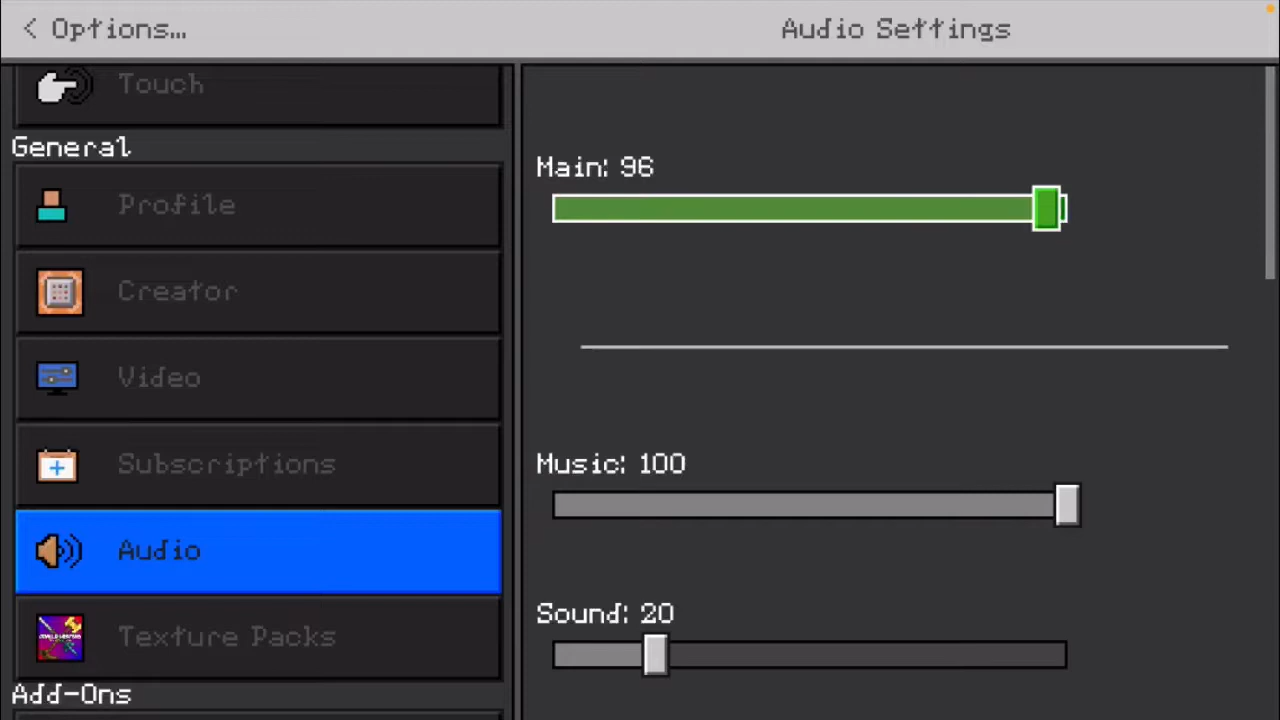 < Options...
Audio Settings
Touch
General
Profile
Creator
Video
Subscriptions
Audio
Texture Packs
Add-Ons
Main: 96
Music: 100
Sound: 20